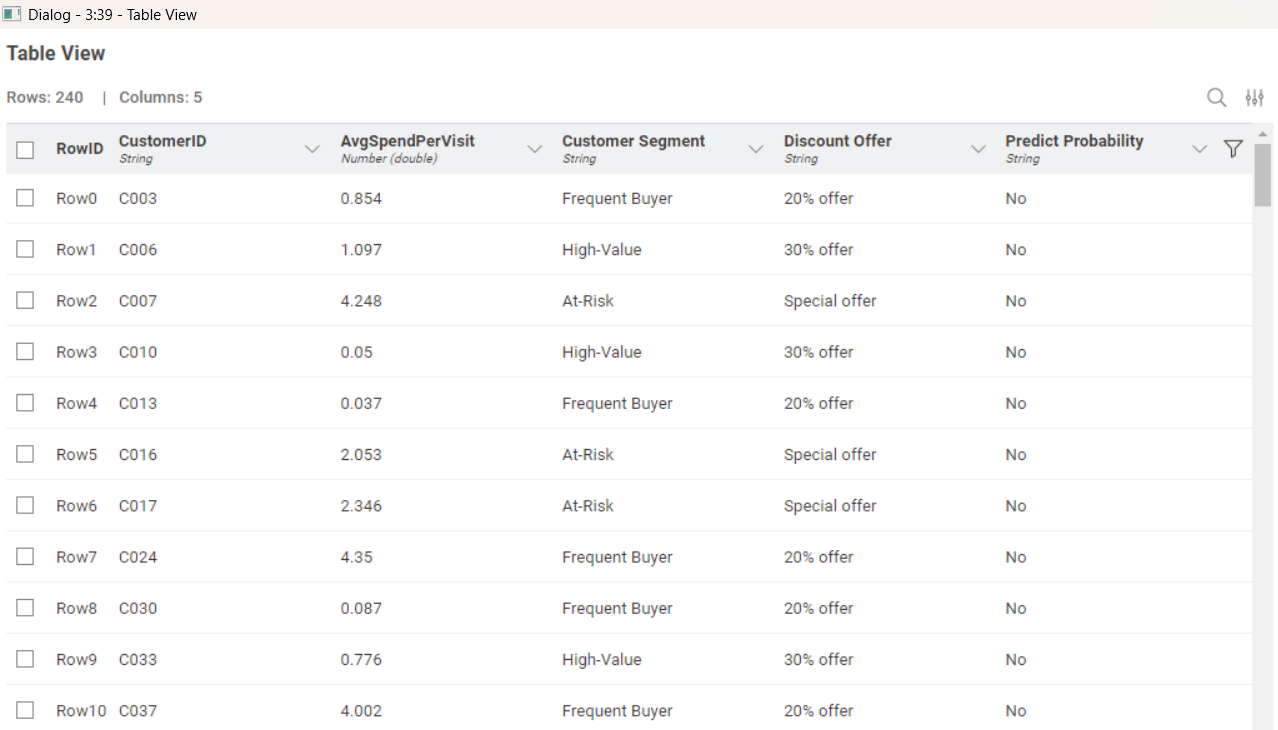 Dialog - 3:39 - Table View
Table View
Rows: 240 | Columns: 5
RowID CustomerID AvgSpendPerVisit Customer Segment Discount Offer Predict Probability
String Number (double) String String String
Row0 C003 0.854 Frequent Buyer 20% offer No
Row1 C006 1.097 High-Value 30% offer No
Row2 C007 4.248 At-Risk Special offer No
Row3 C010 0.05 High-Value 30% offer No
Row4 C013 0.037 Frequent Buyer 20% offer No
Row5 C016 2.053 At-Risk Special offer No
Row6 C017 2.346 At-Risk Special offer No
Row7 C024 4.35 Frequent Buyer 20% offer No
Row8 C030 0.087 Frequent Buyer 20% offer No
Row9 C033 0.776 High-Value 30% offer No
Row10 C037 4.002 Frequent Buyer 20% offer No